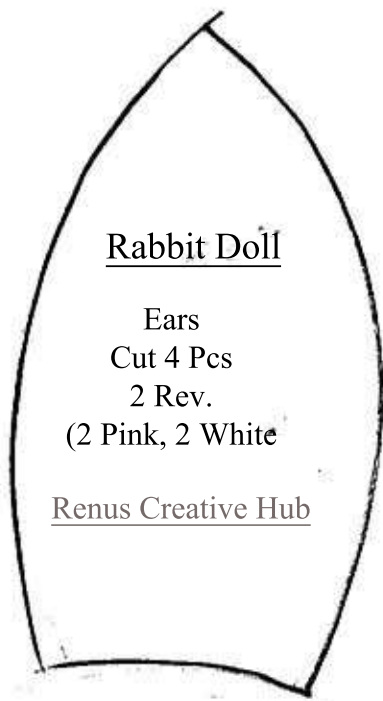 Rabbit Doll
Ears
Cut 4 Pcs
2 Rev.
(2 Pink, 2 White
Renus Creative Hub